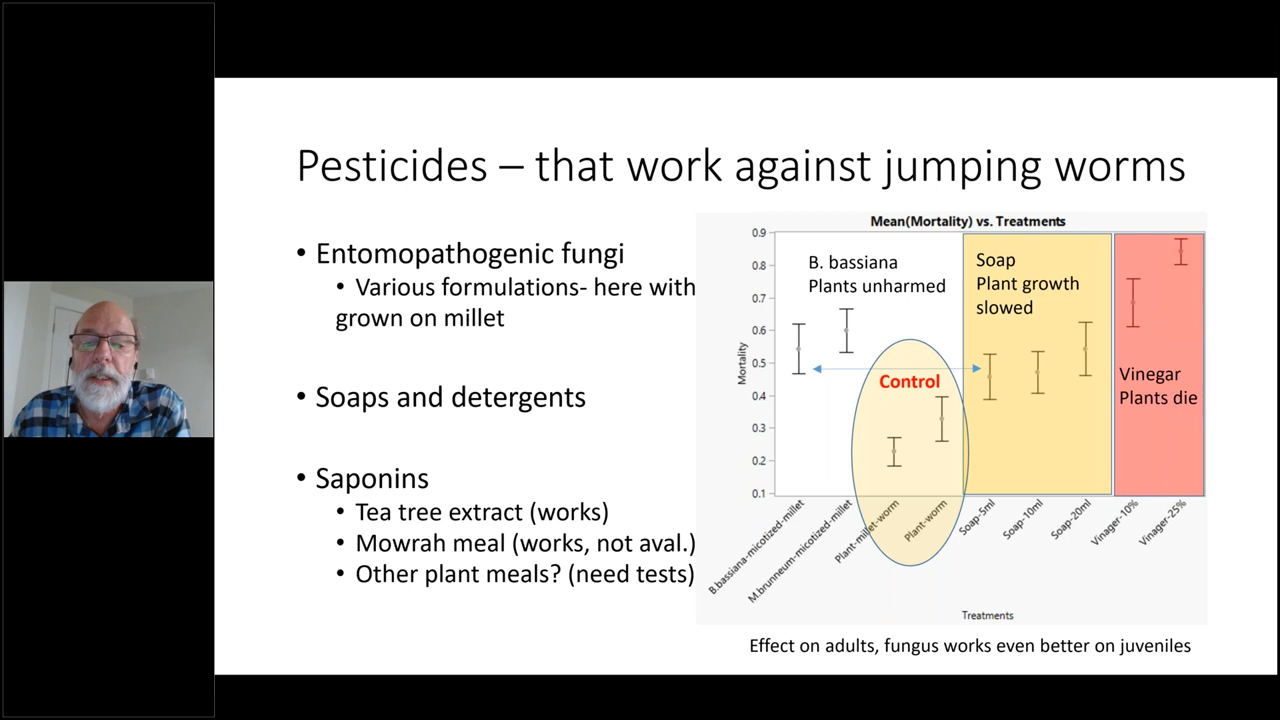 Pesticides – that work against jumping worms
• Entomopathogenic fungi
• Various formulations- here with
grown on millet
• Soaps and detergents
• Saponins
• Tea tree extract (works)
• Mowrah meal (works, not aval.)
• Other plant meals? (need tests)
Mean(Mortality) vs. Treatments
Mortality
0.9
0.8
0.7
0.6
0.5
0.4
0.3
0.2
0.1
B. bassiana
Plants unharmed
Control
Soap
Plant growth
slowed
Vinegar
Plants die
B.bassiana-micotized-millet
M.brunneum-micotized-millet
Plant-millet-worm
Plant-worm
Soap-5ml
Soap-10ml
Soap-20ml
Vinager-10%
Vinager-25%
Treatments
Effect on adults, fungus works even better on juveniles